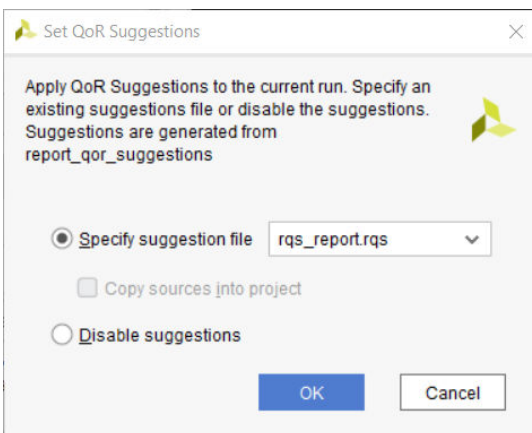 Set QoR Suggestions
Apply QoR Suggestions to the current run. Specify an
existing suggestions file or disable the suggestions.
Suggestions are generated from
report_qor_suggestions
Specify suggestion file rqs_report.rqs
Copy sources into project
Disable suggestions
OK Cancel